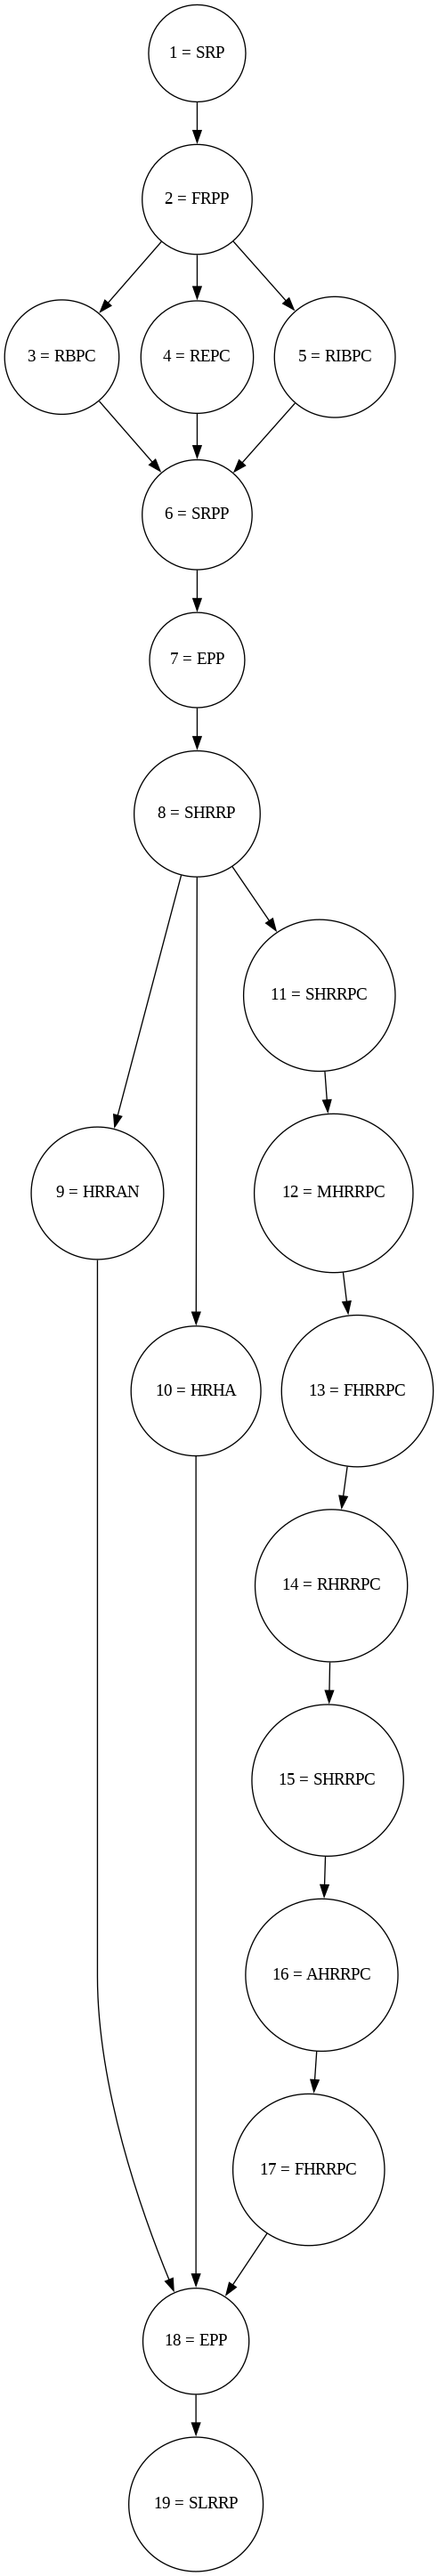 1 = SRP
2 = FRPP
3 = RBPC
4 = REPC
5 = RIBPC
6 = SRPP
7 = EPP
8 = SHRRP
11 = SHRRPC
9 = HRRAN
12 = MHRRPC
10 = HRHA
13 = FHRRPC
14 = RHRRPC
15 = SHRRPC
16 = AHRRPC
17 = FHRRPC
18 = EPP
19 = SLRRP